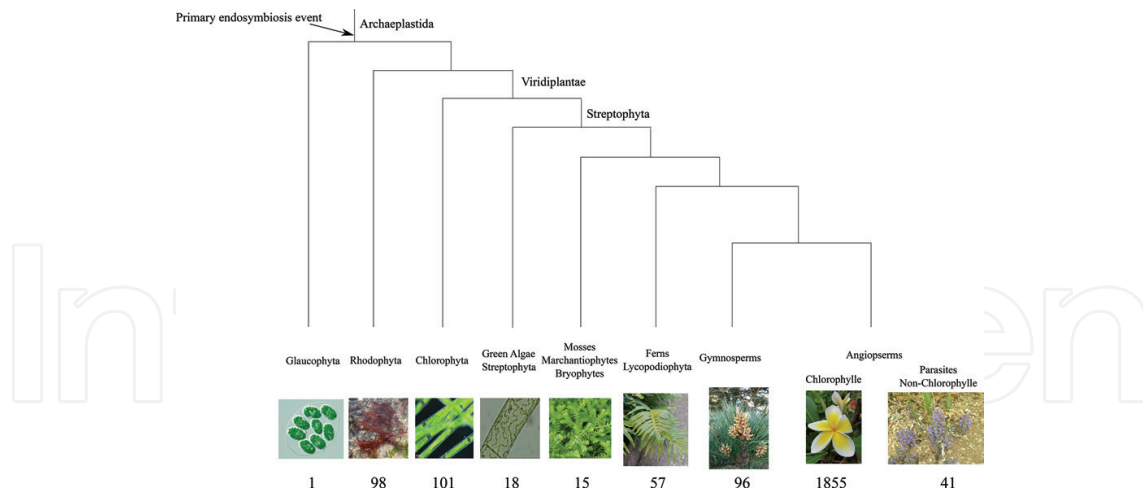 Primary endosymbiosis event
Archaeplastida
Viridiplantae
Streptophyta
Glaucophyta
Rhodophyta
Chlorophyta
Green Algae
Streptophyta
Mosses
Marchantiophytes
Bryophytes
Ferns
Lycopodiophyta
Gymnosperms
Angiopserms
Chlorophylle
Parasites
Non-Chlorophylle
1 98 101 18 15 57 96 1855 41